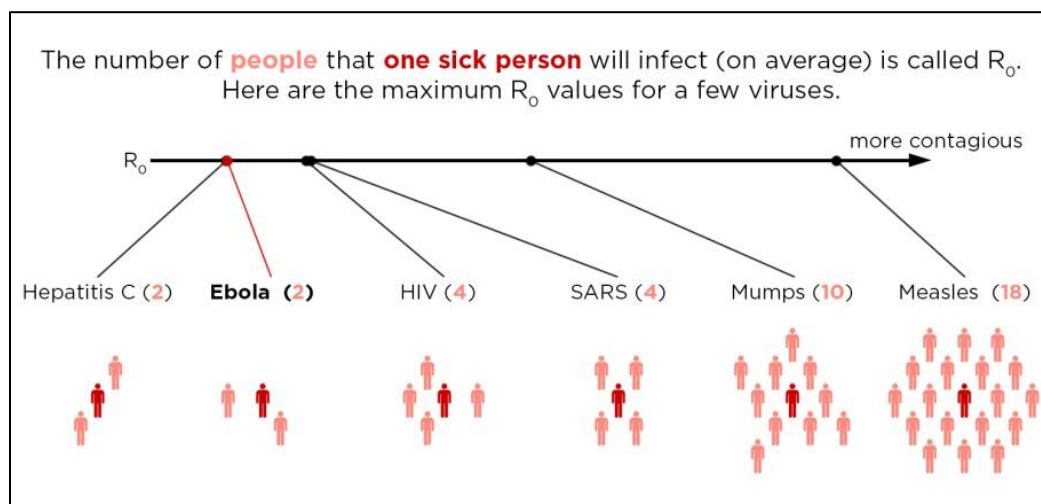 The number of people that one sick person will infect (on average) is called R₀.
Here are the maximum R₀ values for a few viruses.
more contagious
R₀
Hepatitis C (2)
Ebola (2)
HIV (4)
SARS (4)
Mumps (10)
Measles (18)